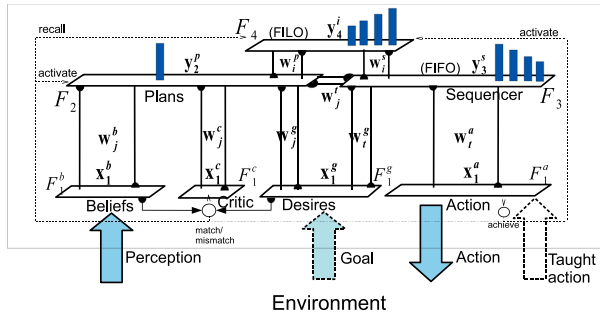 recall
F₄
(FILO)
y₄ⁱ
activate
activate
y₂ᵖ
wᵢᵖ
wᵢˢ
(FIFO)
y₃ˢ
F₂
Plans
wⱼᵗ
Sequencer
F₃
wⱼᵇ
wⱼᶜ
wⱼᵍ
wₜᵍ
wₜᵃ
F₁ᵇ
x₁ᵇ
x₁ᶜ
F₁ᶜ
x₁ᵍ
F₁ᵍ
x₁ᵃ
F₁ᵃ
Beliefs
Critic
Desires
Action
match/
mismatch
achieve
Perception
Goal
Action
Taught
action
Environment